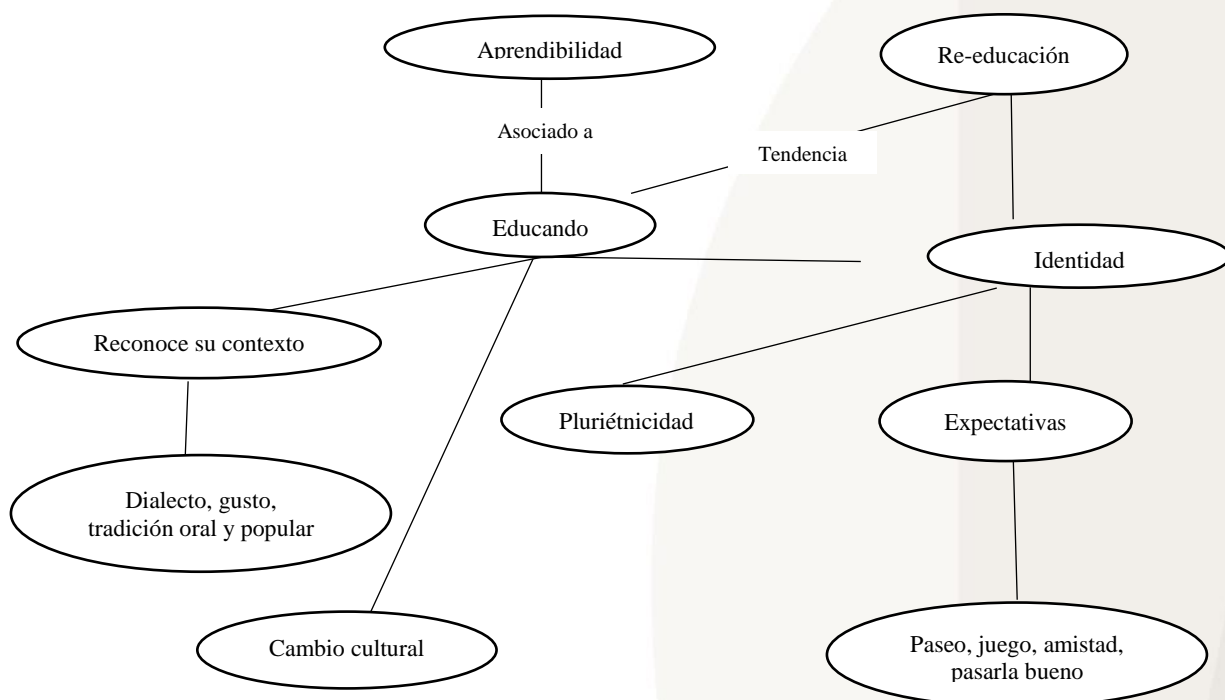 Aprendibilidad
Re-educación
Asociado a
Tendencia
Educando
Identidad
Reconoce su contexto
Pluriétnicidad
Expectativas
Dialecto, gusto,
tradición oral y popular
Cambio cultural
Paseo, juego, amistad,
pasarla bueno